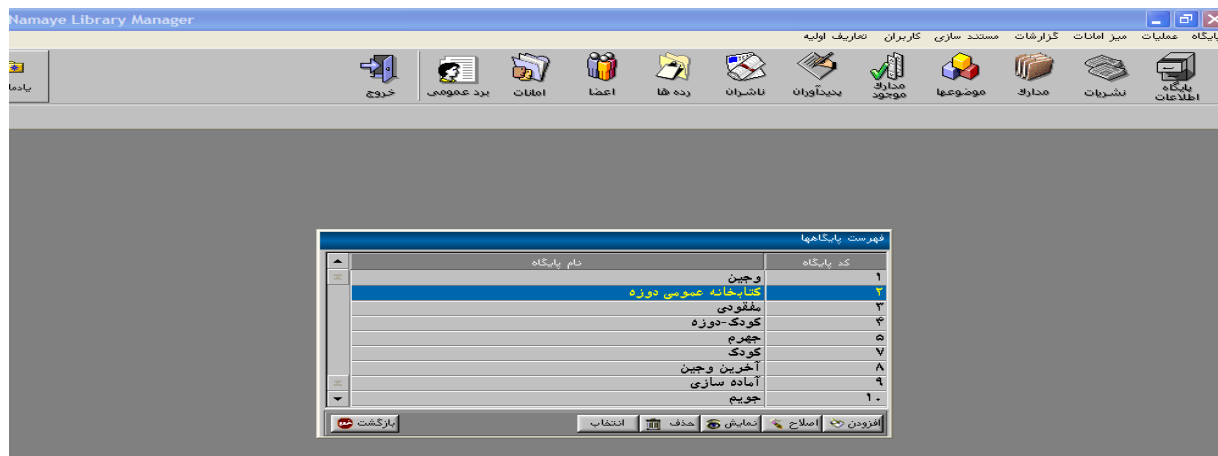 Namaye Library Manager
پایگاه عملیات میز امانات گزارشات مستند سازی کاربران تعاریف اولیه
پایگاه اطلاعات نشریات مدارک موضوعها مدارک موجود پدیدآوران ناشران رده ها اعضا امانات برد عمومی خروج
فهرست پایگاهها
کد پایگاه نام پایگاه
۱ وجین
۲ کتابخانه عمومی دوزه
۳ مفقودی
۴ کودک-دوزه
۵ جهرم
۷ کودک
۸ آخرین وجین
۹ آماده سازی
۱۰ جویم
افزودن اصلاح نمایش حذف انتخاب بازگشت